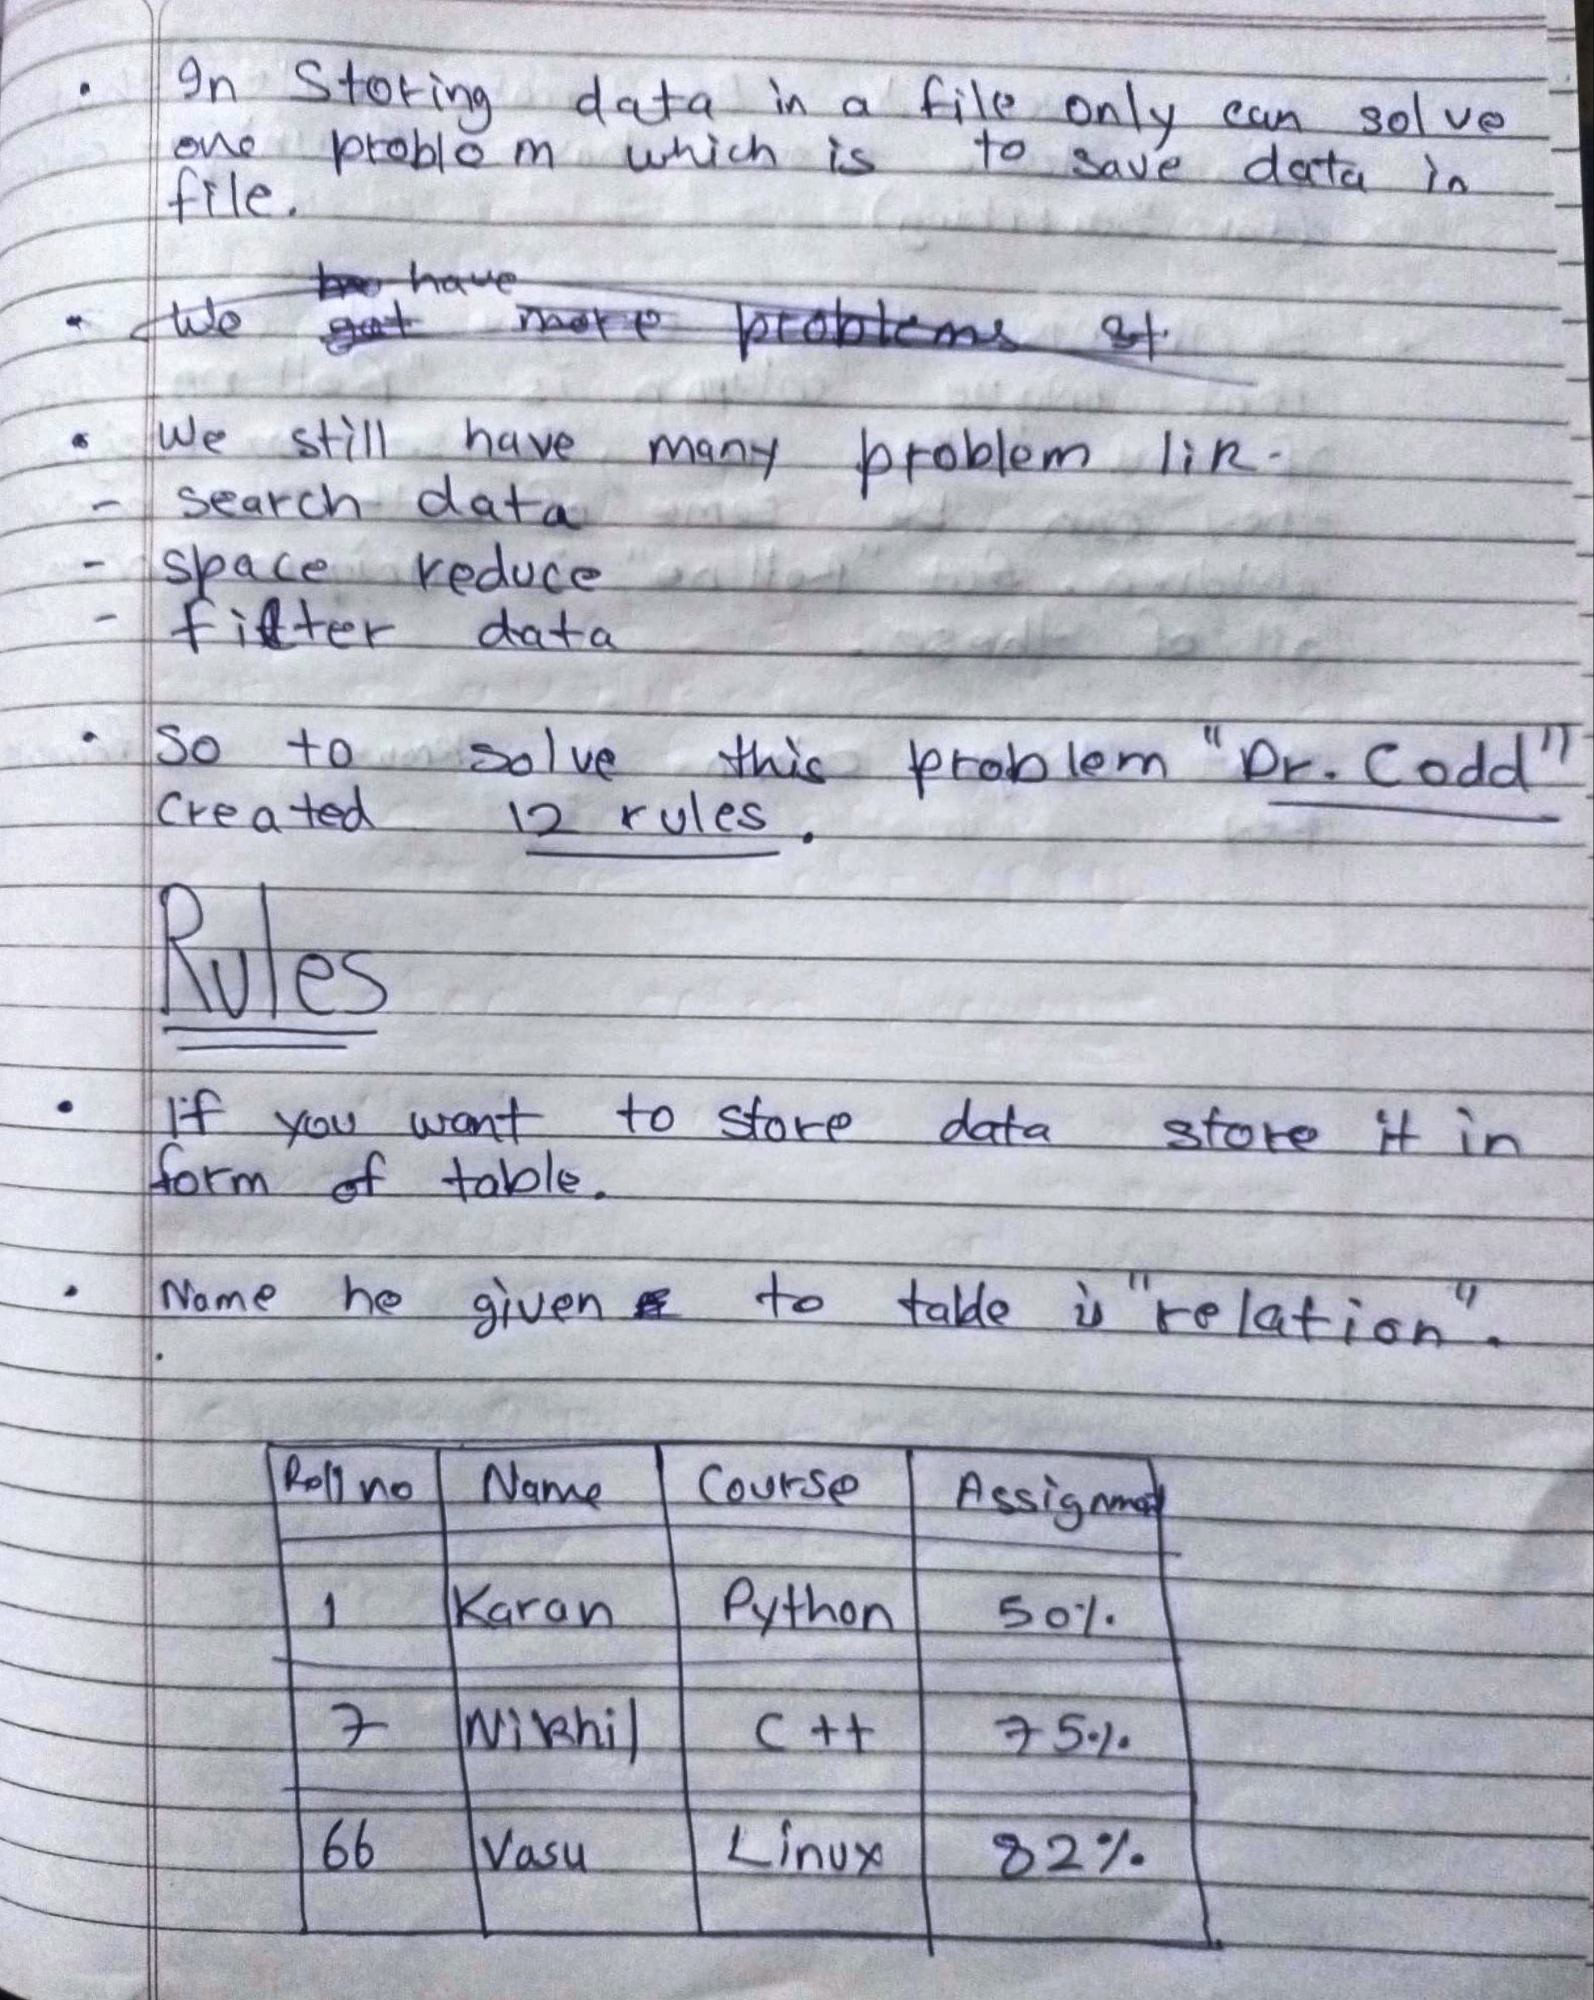 In Storing data in a file only can solve
one problem which is to save data in
file.
have
We got more problems st
We still have many problem lik-
- search data
- space reduce
- filter data
So to solve this problem "Dr. Codd"
created 12 rules.
Rules
If you want to store data store it in
form of table.
Name he given to table is "relation".
Roll no Name Course Assignmet
1 Karan Python 50%
7 Nikhil C++ 75%
66 Vasu Linux 82%